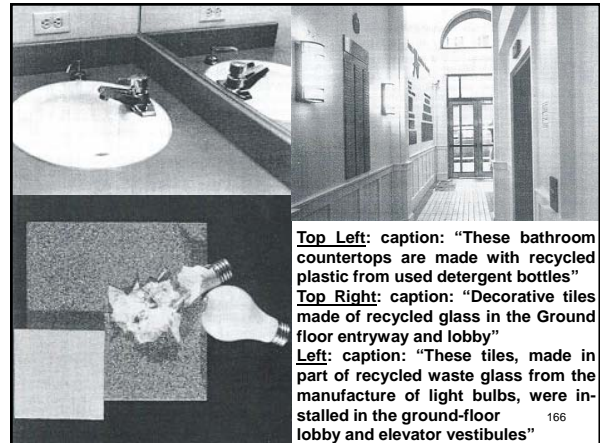 Top Left: caption: “These bathroom
countertops are made with recycled
plastic from used detergent bottles”
Top Right: caption: “Decorative tiles
made of recycled glass in the Ground
floor entryway and lobby”
Left: caption: “These tiles, made in
part of recycled waste glass from the
manufacture of light bulbs, were in-
stalled in the ground-floor 166
lobby and elevator vestibules”